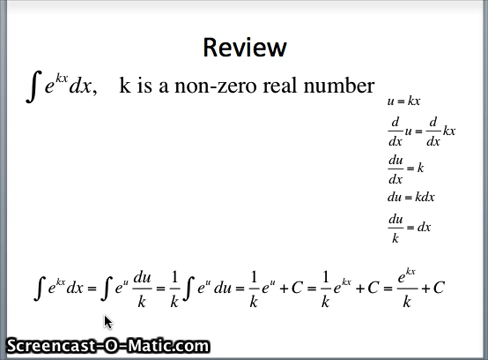 Review
∫ e^{kx} dx,   k is a non-zero real number
u = kx
d/dx u = d/dx kx
du/dx = k
du = kdx
du/k = dx
∫ e^{kx} dx = ∫ e^u du/k = 1/k ∫ e^u du = 1/k e^u + C = 1/k e^{kx} + C = e^{kx}/k + C
Screencast-O-Matic.com